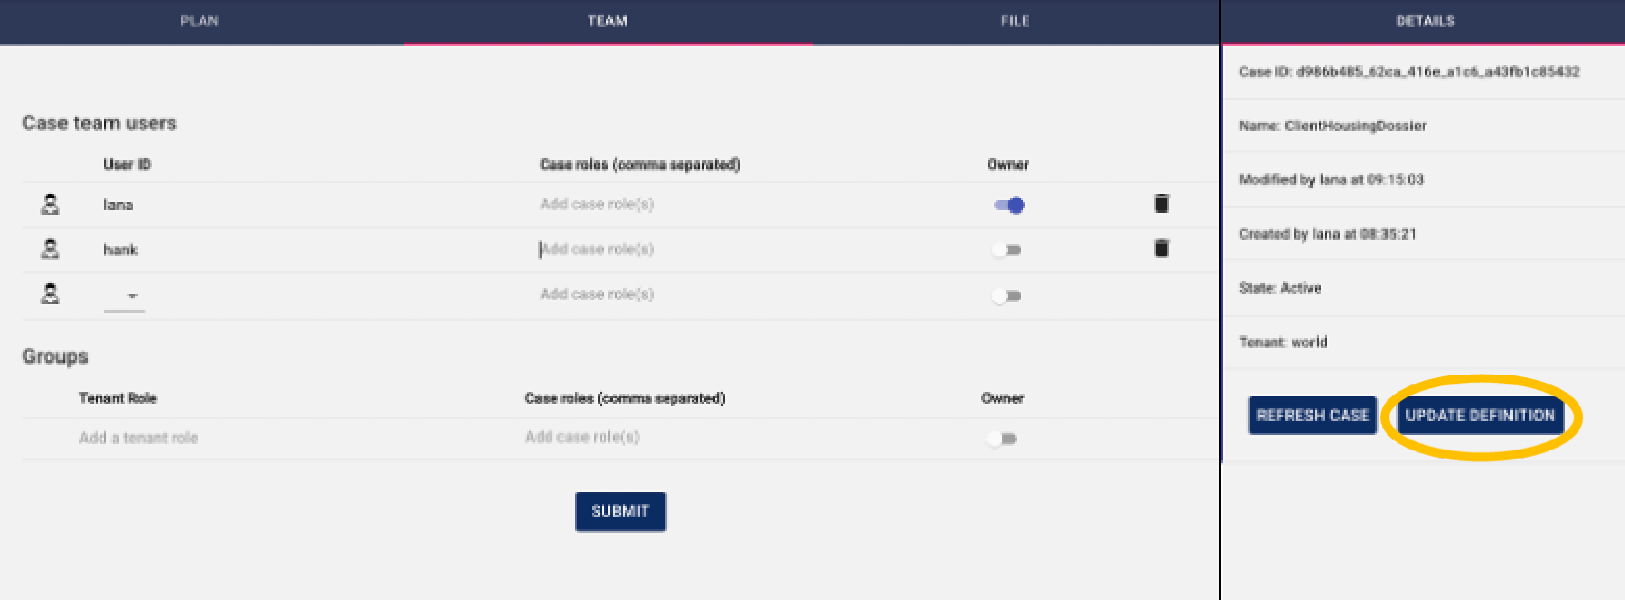 PLAN TEAM FILE DETAILS
Case ID: d986b485_62ca_416e_a1c6_a43fb1c85432
Name: ClientHousingDossier
Modified by lana at 09:15:03
Created by lana at 08:35:21
State: Active
Tenant: world
REFRESH CASE UPDATE DEFINITION
Case team users
User ID Case roles (comma separated) Owner
lana Add case role(s)
hank Add case role(s)
Add case role(s)
Groups
Tenant Role Case roles (comma separated) Owner
Add a tenant role Add case role(s)
SUBMIT